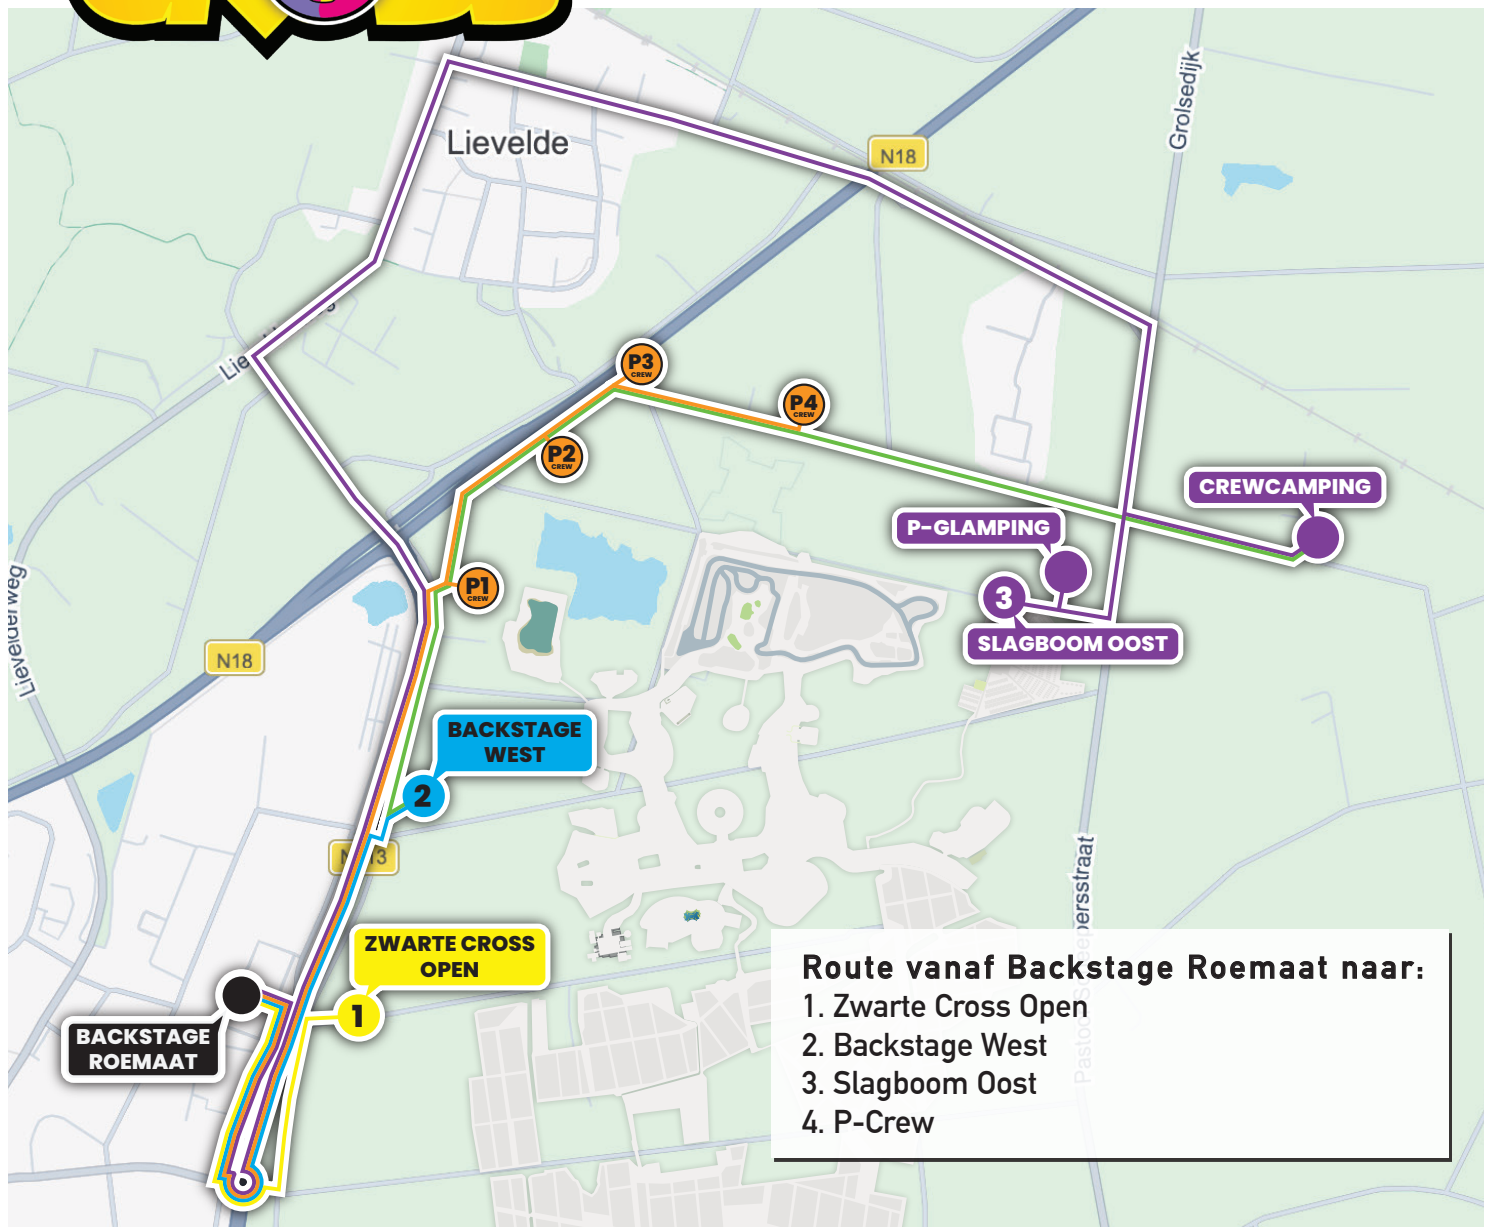 Lievelde
N18
Grolsedijk
P3
CREW
P4
CREW
P2
CREW
P1
CREW
CREWCAMPING
P-GLAMPING
3
SLAGBOOM OOST
Lievelderweg
N18
BACKSTAGE
WEST
2
ZWARTE CROSS
OPEN
1
BACKSTAGE
ROEMAAT
Route vanaf Backstage Roemaat naar:
1. Zwarte Cross Open
2. Backstage West
3. Slagboom Oost
4. P-Crew